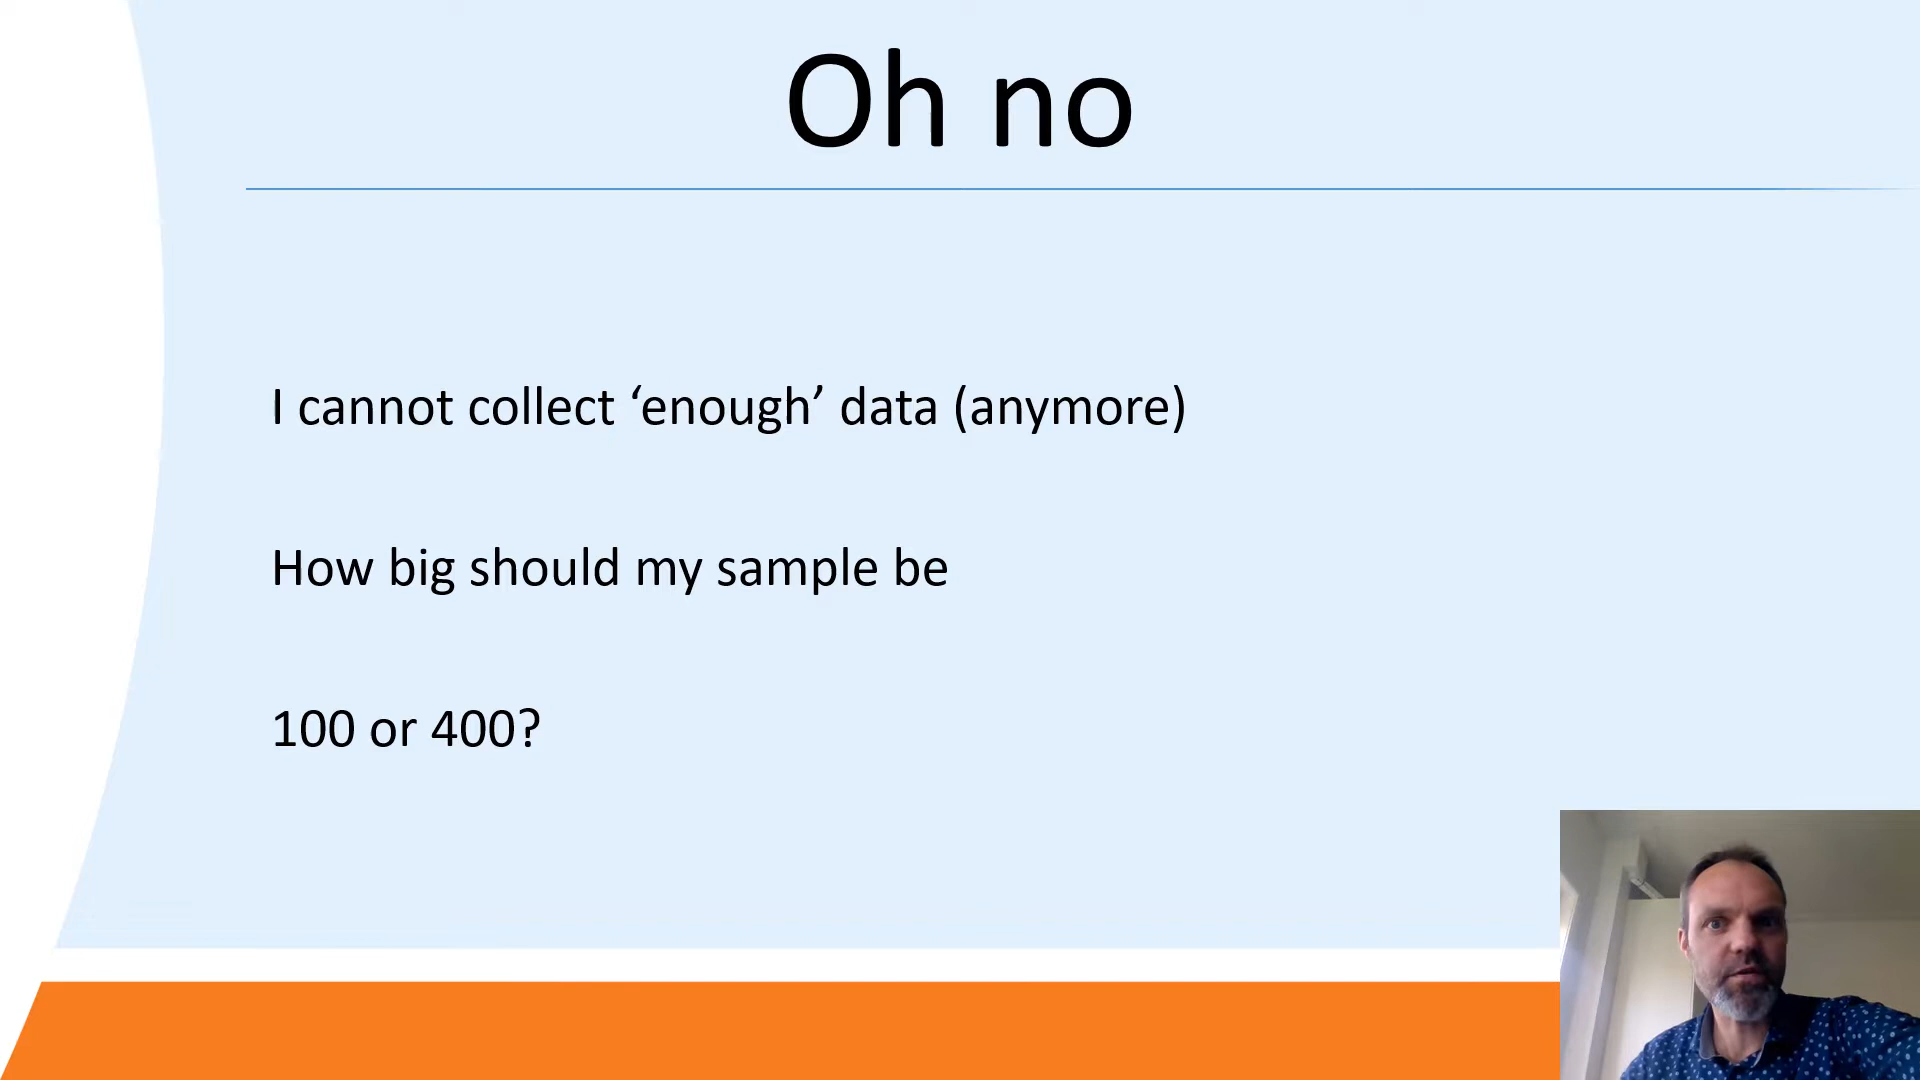 Oh no
I cannot collect ‘enough’ data (anymore)
How big should my sample be
100 or 400?